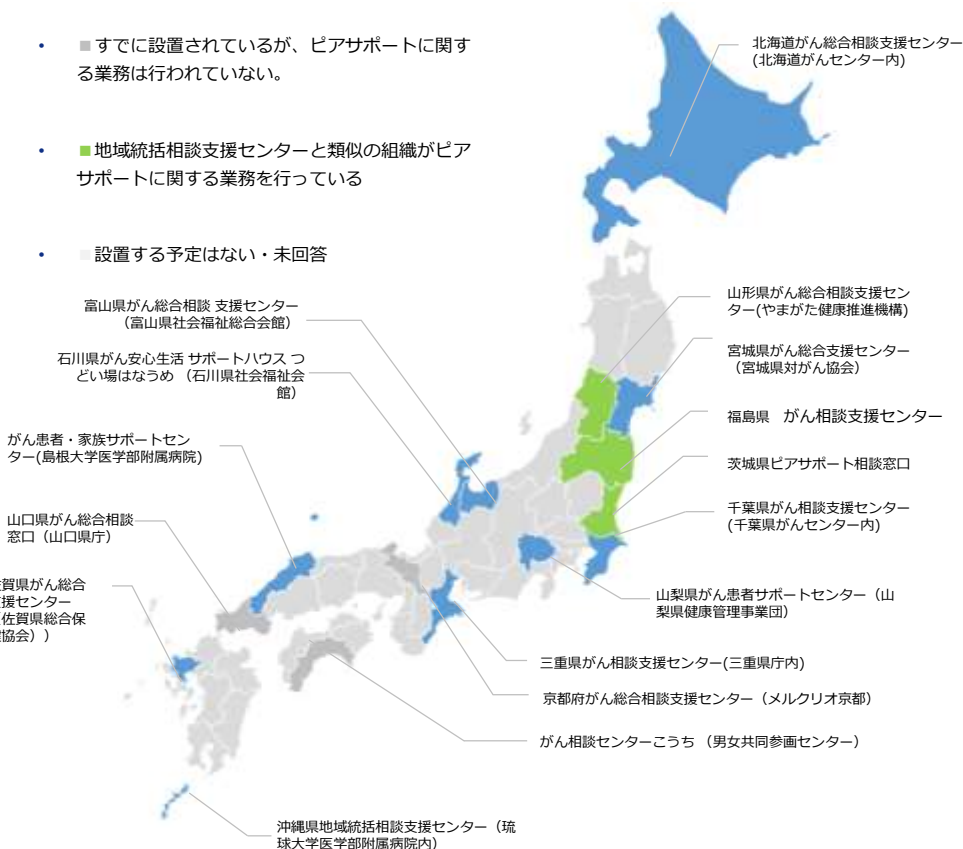 • ■すでに設置されているが、ピアサポートに関す
る業務は行われていない。
• ■地域統括相談支援センターと類似の組織がピア
サポートに関する業務を行っている
• ■設置する予定はない・未回答
北海道がん総合相談支援センター
(北海道がんセンター内)
富山県がん総合相談 支援センター
（富山県社会福祉総合会館）
石川県がん安心生活 サポートハウス つ
どい場はなうめ （石川県社会福祉会
館）
がん患者・家族サポートセン
ター(島根大学医学部附属病院)
山口県がん総合相談
窓口（山口県庁）
賀県がん総合
援センター
佐賀県総合保
協会））
山形県がん総合相談支援セン
ター(やまがた健康推進機構)
宮城県がん総合支援センター
（宮城県対がん協会）
福島県　がん相談支援センター
茨城県ピアサポート相談窓口
千葉県がん相談支援センター
(千葉県がんセンター内)
山梨県がん患者サポートセンター（山
梨県健康管理事業団）
三重県がん相談支援センター(三重県庁内)
京都府がん総合相談支援センター（メルクリオ京都）
がん相談センターこうち （男女共同参画センター）
沖縄県地域統括相談支援センター（琉
球大学医学部附属病院内）